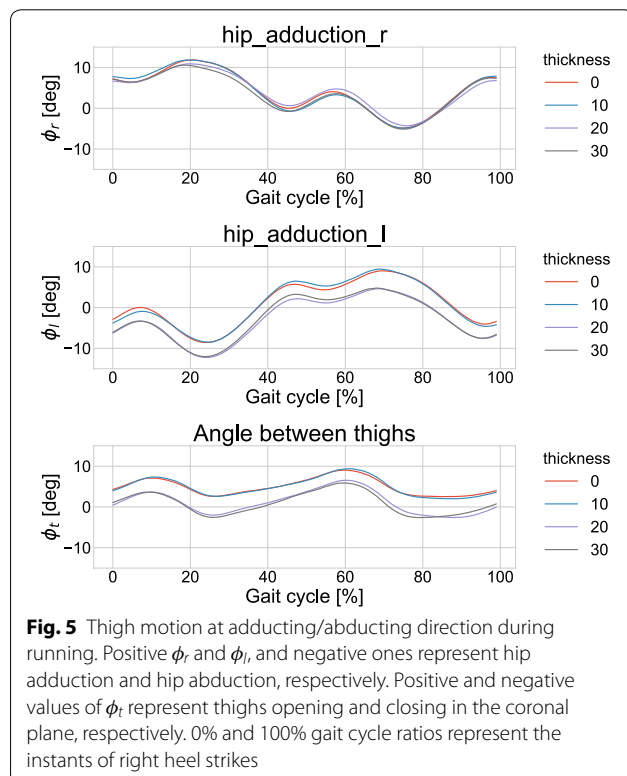 hip_adduction_r
thickness
10
0
−10
ϕr [deg]
0
10
20
30
0 20 40 60 80 100
Gait cycle [%]
hip_adduction_l
thickness
10
0
−10
ϕl [deg]
0
10
20
30
0 20 40 60 80 100
Gait cycle [%]
Angle between thighs
thickness
10
0
−10
ϕt [deg]
0
10
20
30
0 20 40 60 80 100
Gait cycle [%]
Fig. 5 Thigh motion at adducting/abducting direction during
running. Positive ϕr and ϕl, and negative ones represent hip
adduction and hip abduction, respectively. Positive and negative
values of ϕt represent thighs opening and closing in the coronal
plane, respectively. 0% and 100% gait cycle ratios represent the
instants of right heel strikes